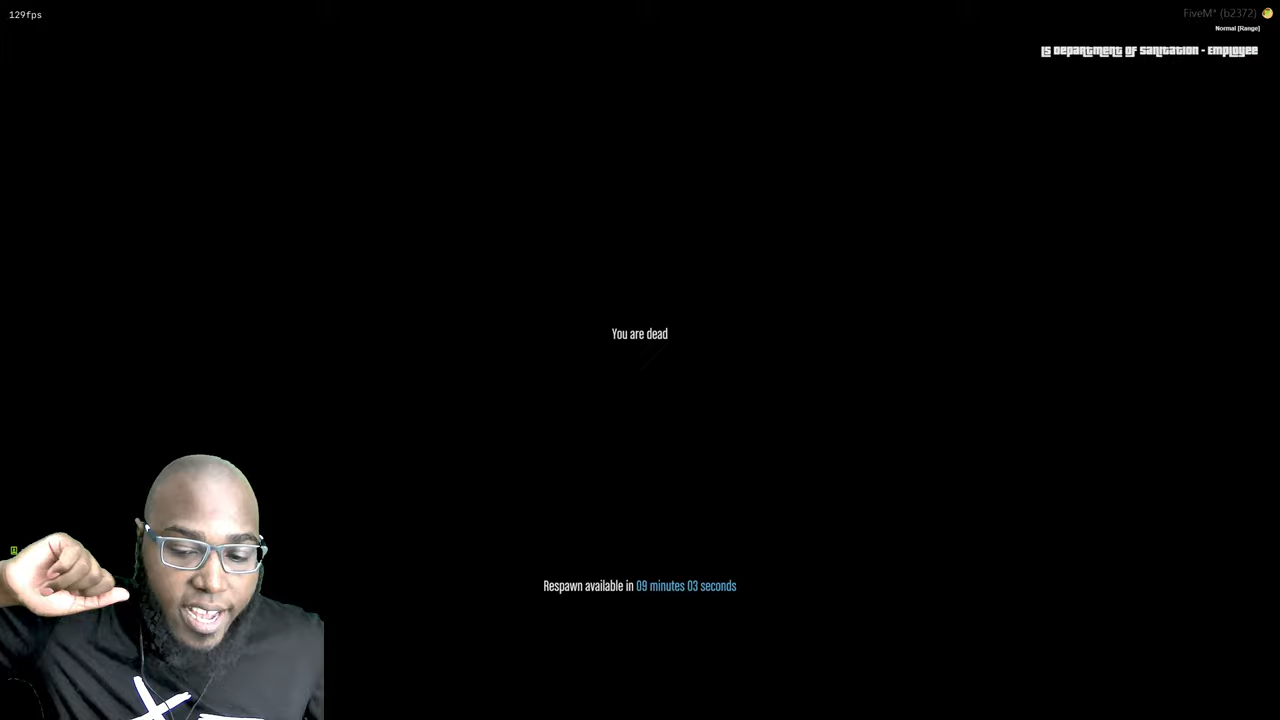 129fps
FiveM* (b2372)
Normal [Range]
LS Department Of Sanitation - Employee
You are dead
Respawn available in 09 minutes 03 seconds